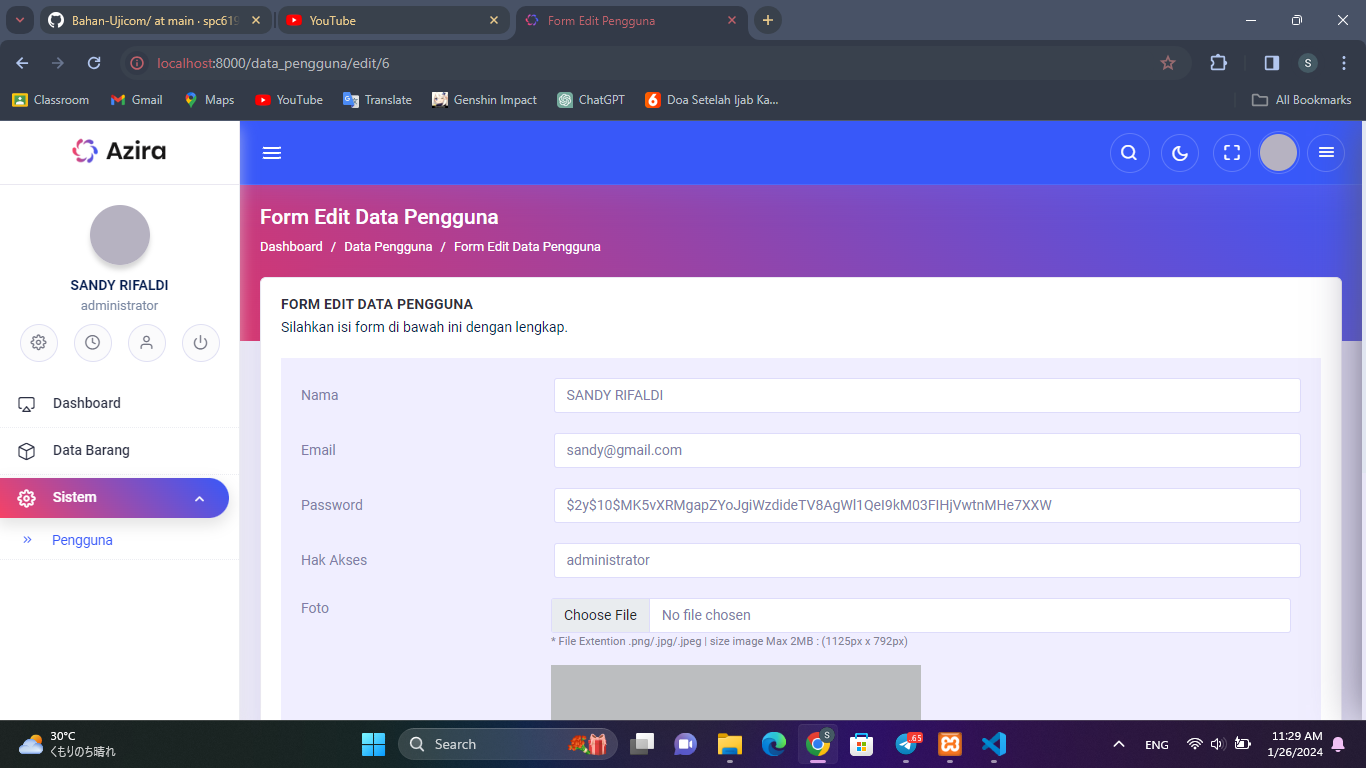 Bahan-Ujicom/ at main · spc619
YouTube
Form Edit Pengguna
localhost:8000/data_pengguna/edit/6
S
Classroom
Gmail
Maps
YouTube
Translate
Genshin Impact
ChatGPT
Doa Setelah Ijab Ka...
All Bookmarks
Azira
SANDY RIFALDI
administrator
Dashboard
Data Barang
Sistem
Pengguna
Form Edit Data Pengguna
Dashboard / Data Pengguna / Form Edit Data Pengguna
FORM EDIT DATA PENGGUNA
Silahkan isi form di bawah ini dengan lengkap.
Nama SANDY RIFALDI
Email sandy@gmail.com
Password $2y$10$MK5vXRMgapZYoJgiWzdideTV8AgWl1QeI9kM03FIHjVwtnMHe7XXW
Hak Akses administrator
Foto Choose File No file chosen
* File Extention .png/.jpg/.jpeg | size image Max 2MB : (1125px x 792px)
30°C
くもりのち晴れ
Search
S
65
ENG
11:29 AM
1/26/2024